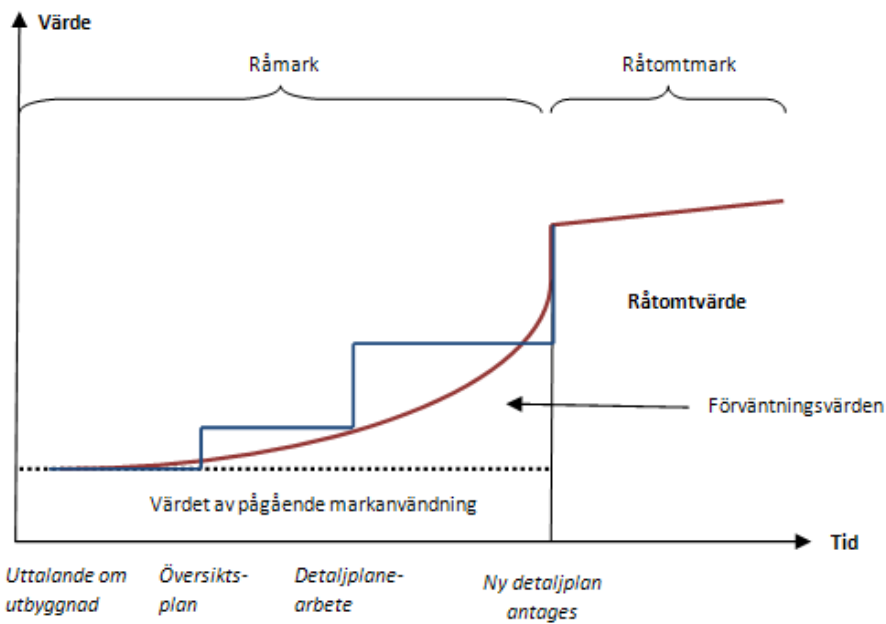 Värde
Råmark
Råtomtmark
Råtomtvärde
Förväntningsvärden
Värdet av pågående markanvändning
Tid
Uttalande om
utbyggnad
Översikts-
plan
Detaljplane-
arbete
Ny detaljplan
antages